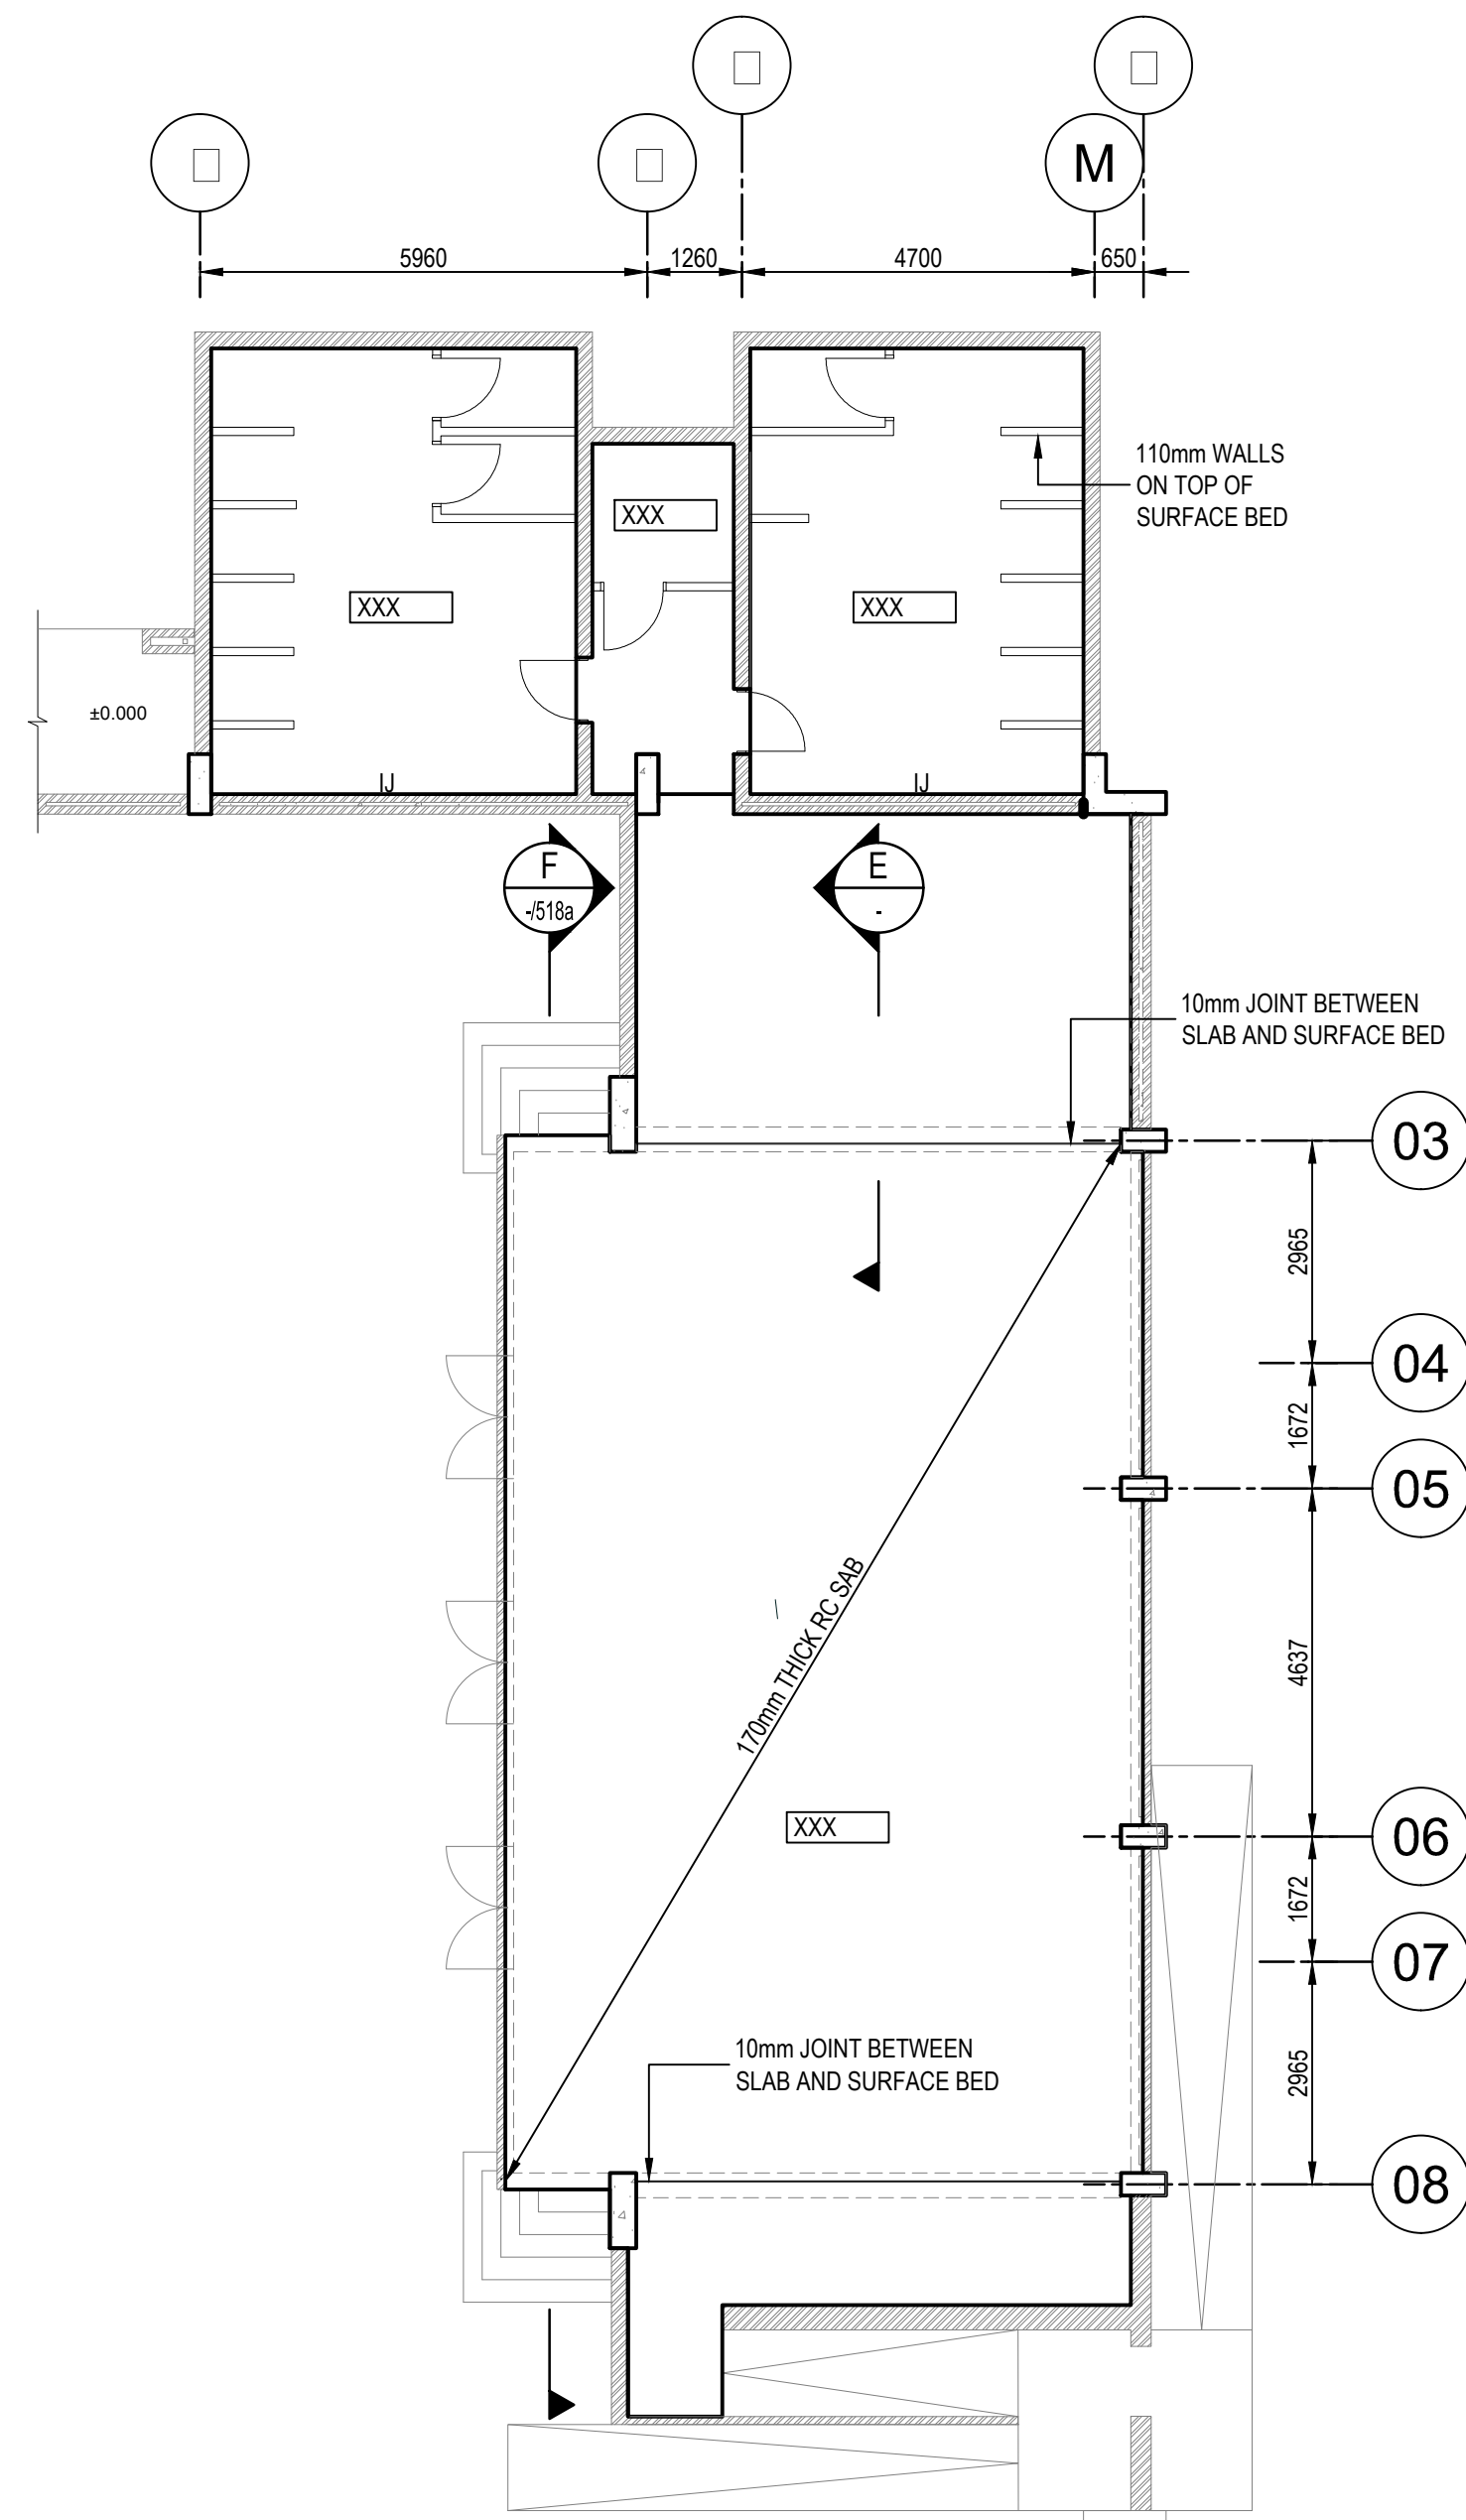 M
5960
1260
4700
650
110mm WALLS
ON TOP OF
SURFACE BED
XXX
XXX
XXX
±0.000
IJ
IJ
F
-/518a
E
-
10mm JOINT BETWEEN
SLAB AND SURFACE BED
03
2965
04
1672
05
170mm THICK RC SAB
4637
XXX
06
1672
07
10mm JOINT BETWEEN
SLAB AND SURFACE BED
2965
08